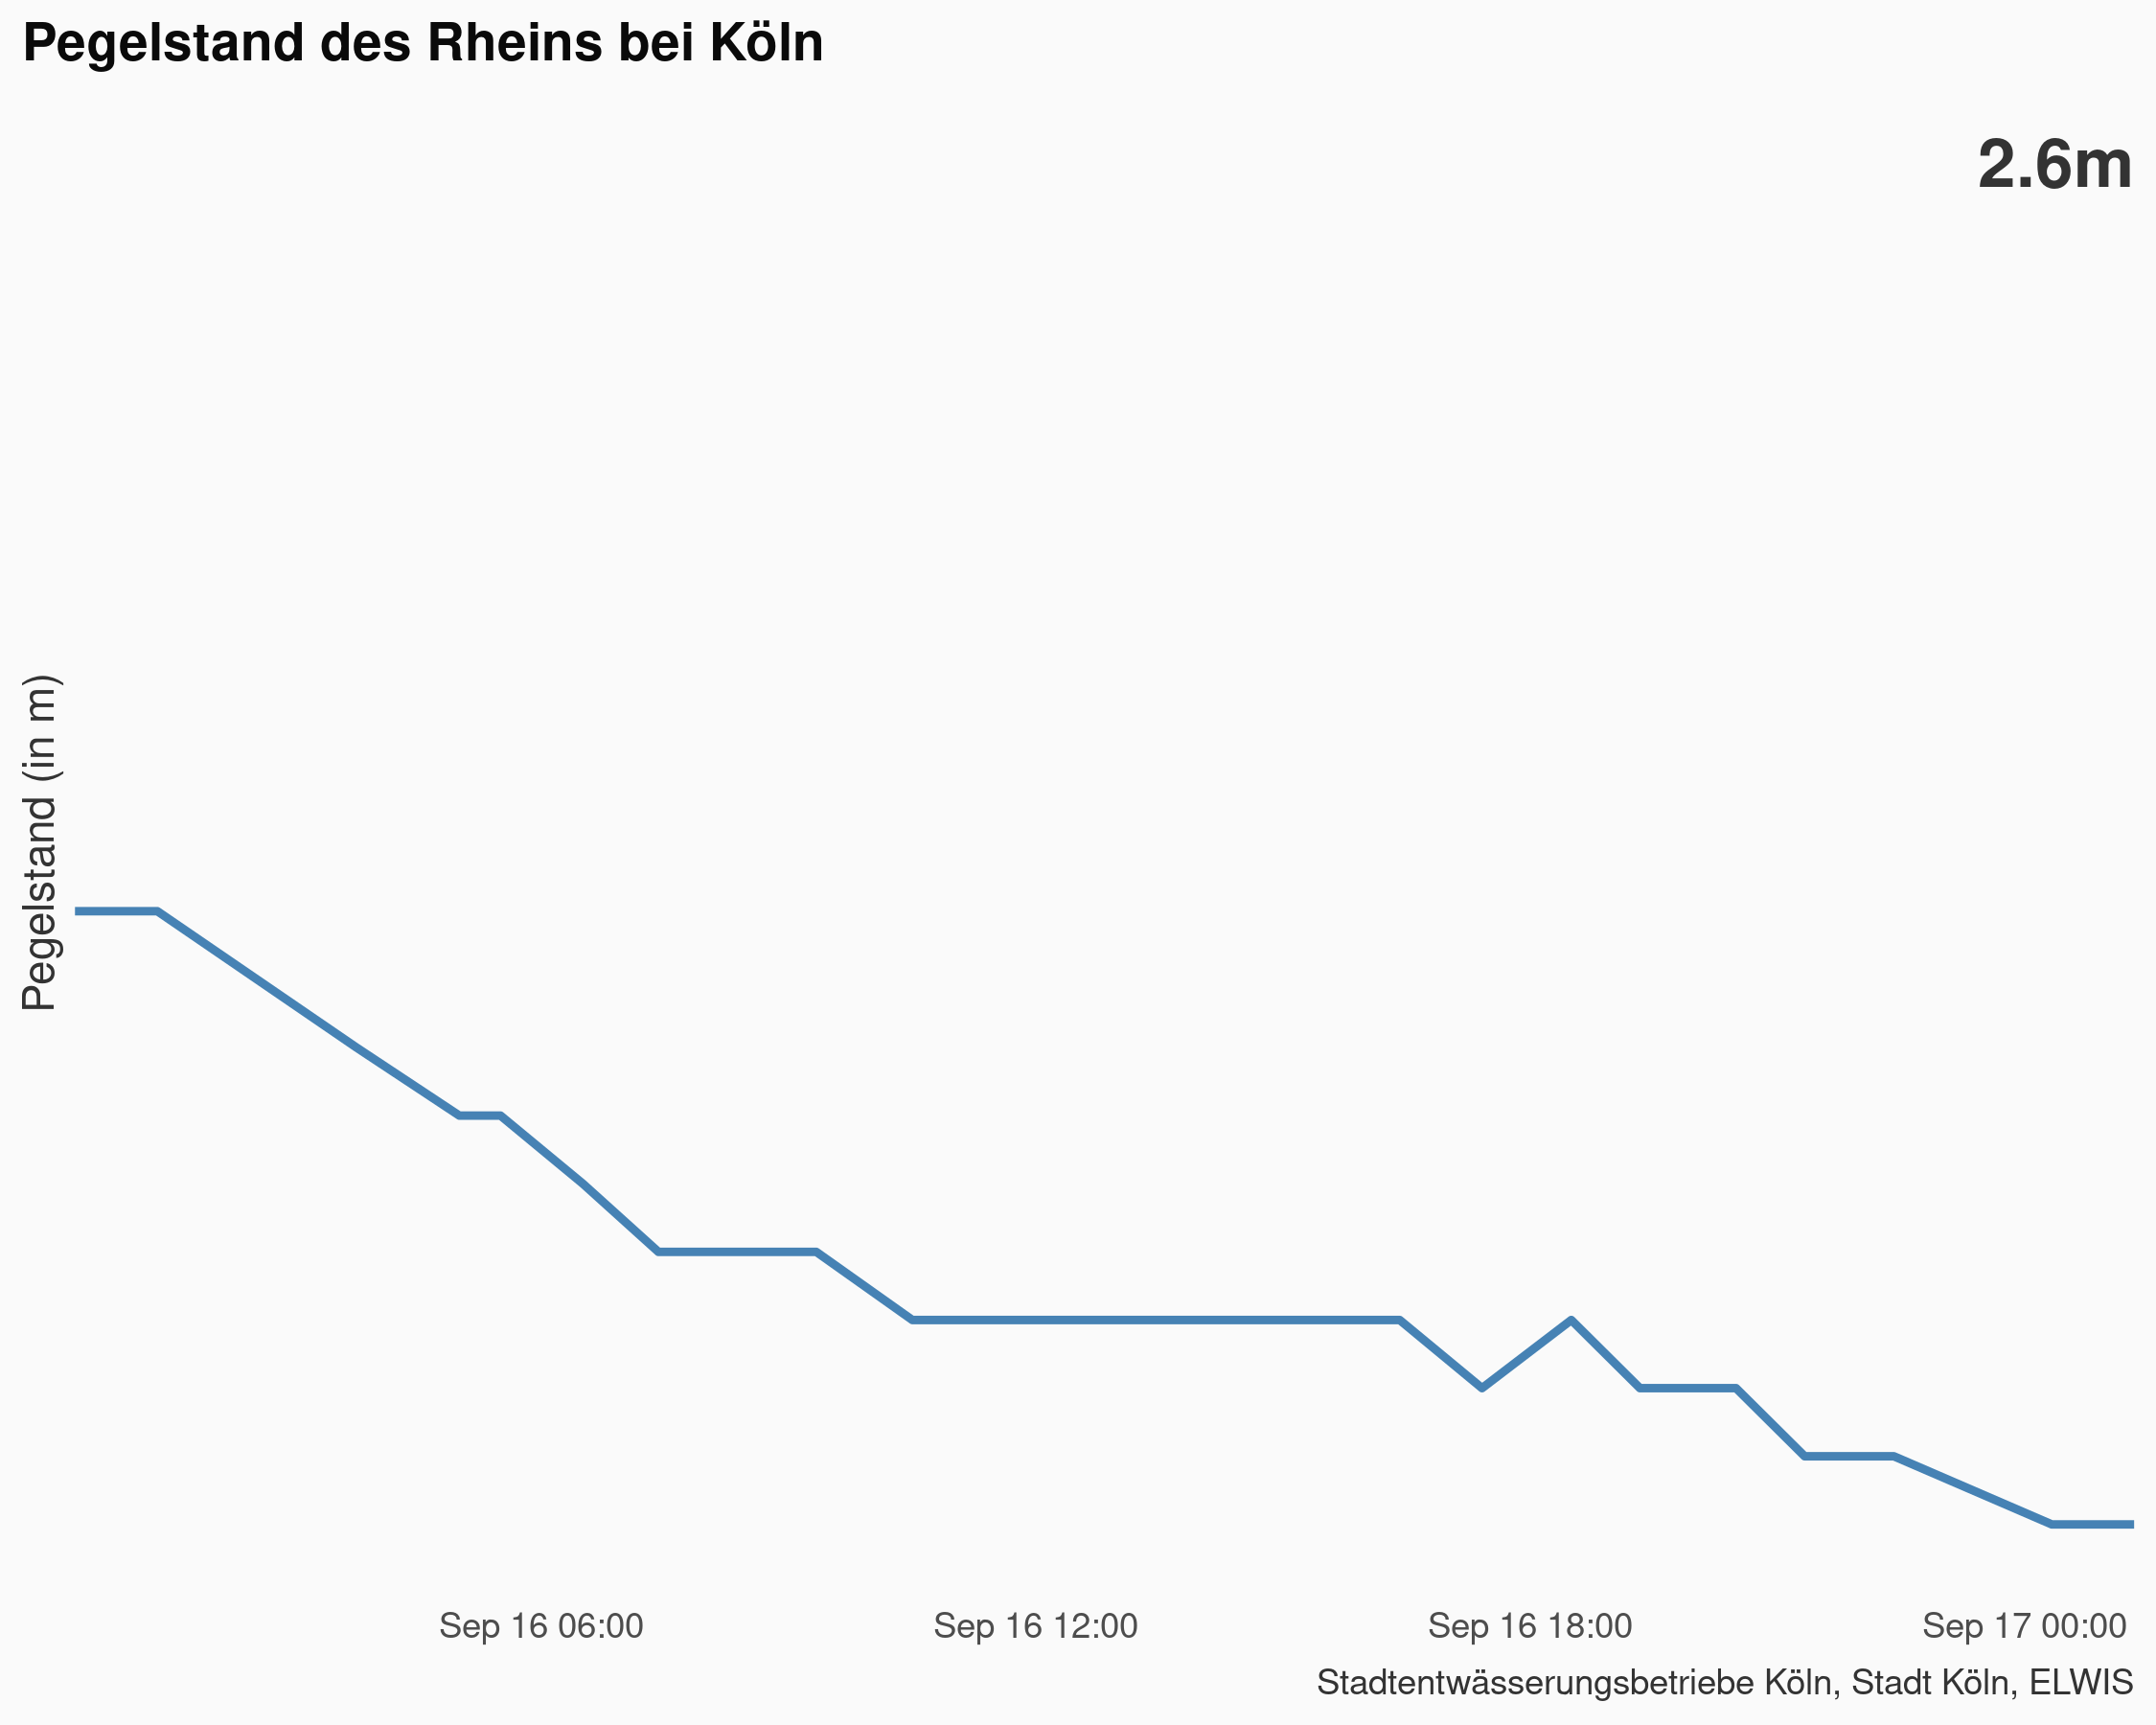 Pegelstand des Rheins bei Köln
2.6m
Pegelstand (in m)
Sep 16 06:00
Sep 16 12:00
Sep 16 18:00
Sep 17 00:00
Stadtentwässerungsbetriebe Köln, Stadt Köln, ELWIS